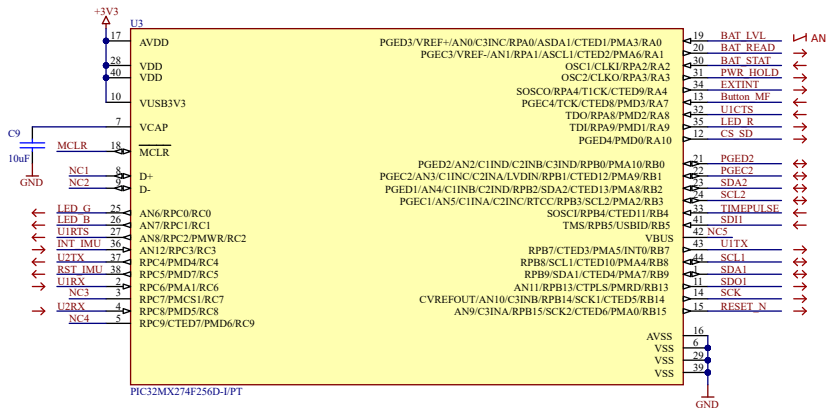 +3V3
U3
17 AVDD
28 VDD
40 VDD
10 VUSB3V3
7 VCAP
C9
10uF
GND
MCLR 18 MCLR
NC1 8 D+
NC2 9 D-
LED_G 25 AN6/RPC0/RC0
LED_B 26 AN7/RPC1/RC1
U1RTS 27 AN8/RPC2/PMWR/RC2
INT_IMU 36 AN12/RPC3/RC3
U2TX 37 RPC4/PMD4/RC4
RST_IMU 38 RPC5/PMD7/RC5
U1RX 2 RPC6/PMA1/RC6
NC3 3 RPC7/PMCS1/RC7
U2RX 4 RPC8/PMD5/RC8
NC4 5 RPC9/CTED7/PMD6/RC9
PGED3/VREF+/AN0/C3INC/RPA0/ASDA1/CTED1/PMA3/RA0 19 BAT_LVL AN
PGEC3/VREF-/AN1/RPA1/ASCL1/CTED2/PMA6/RA1 20 BAT_READ
OSC1/CLKI/RPA2/RA2 30 BAT_STAT
OSC2/CLKO/RPA3/RA3 31 PWR_HOLD
SOSCO/RPA4/T1CK/CTED9/RA4 34 EXTINT
PGEC4/TCK/CTED8/PMD3/RA7 13 Button_MF
TDO/RPA8/PMD2/RA8 32 U1CTS
TDI/RPA9/PMD1/RA9 35 LED_R
PGED4/PMD0/RA10 12 CS_SD
PGED2/AN2/C1IND/C2INB/C3IND/RPB0/PMA10/RB0 21 PGED2
PGEC2/AN3/C1INC/C2INA/LVDIN/RPB1/CTED12/PMA9/RB1 22 PGEC2
PGED1/AN4/C1INB/C2IND/RPB2/SDA2/CTED13/PMA8/RB2 23 SDA2
PGEC1/AN5/C1INA/C2INC/RTCC/RPB3/SCL2/PMA2/RB3 24 SCL2
SOSCI/RPB4/CTED11/RB4 33 TIMEPULSE
TMS/RPB5/USBID/RB5 41 SDI1
VBUS 42 NC5
RPB7/CTED3/PMA5/INT0/RB7 43 U1TX
RPB8/SCL1/CTED10/PMA4/RB8 44 SCL1
RPB9/SDA1/CTED4/PMA7/RB9 1 SDA1
AN11/RPB13/CTPLS/PMRD/RB13 11 SDO1
CVREFOUT/AN10/C3INB/RPB14/SCK1/CTED5/RB14 14 SCK
AN9/C3INA/RPB15/SCK2/CTED6/PMA0/RB15 15 RESET_N
AVSS 16
VSS 6
VSS 29
VSS 39
GND
PIC32MX274F256D-I/PT